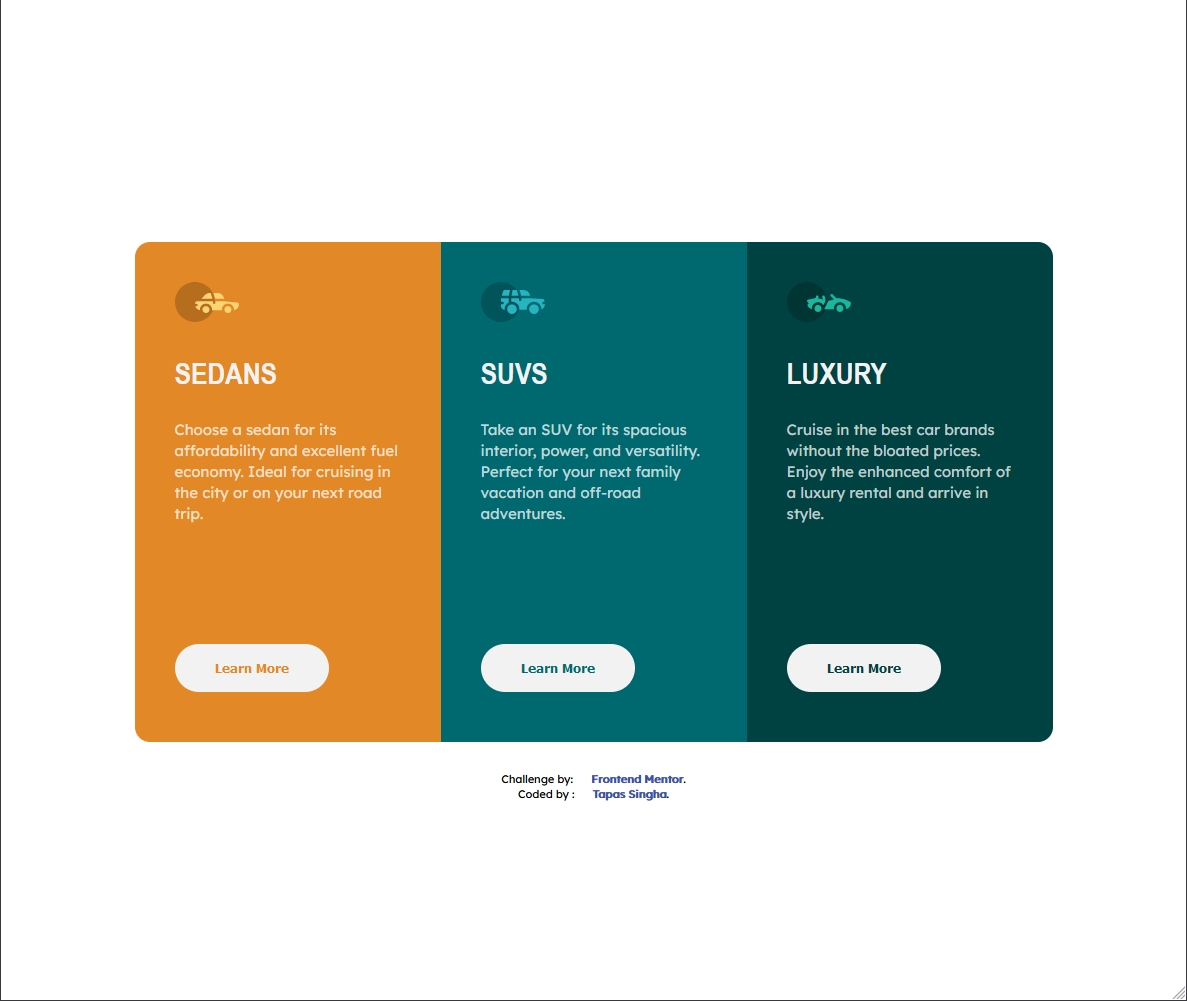 SEDANS
Choose a sedan for its
affordability and excellent fuel
economy. Ideal for cruising in
the city or on your next road
trip.
Learn More
SUVS
Take an SUV for its spacious
interior, power, and versatility.
Perfect for your next family
vacation and off-road
adventures.
Learn More
LUXURY
Cruise in the best car brands
without the bloated prices.
Enjoy the enhanced comfort of
a luxury rental and arrive in
style.
Learn More
Challenge by: Frontend Mentor.
Coded by : Tapas Singha.